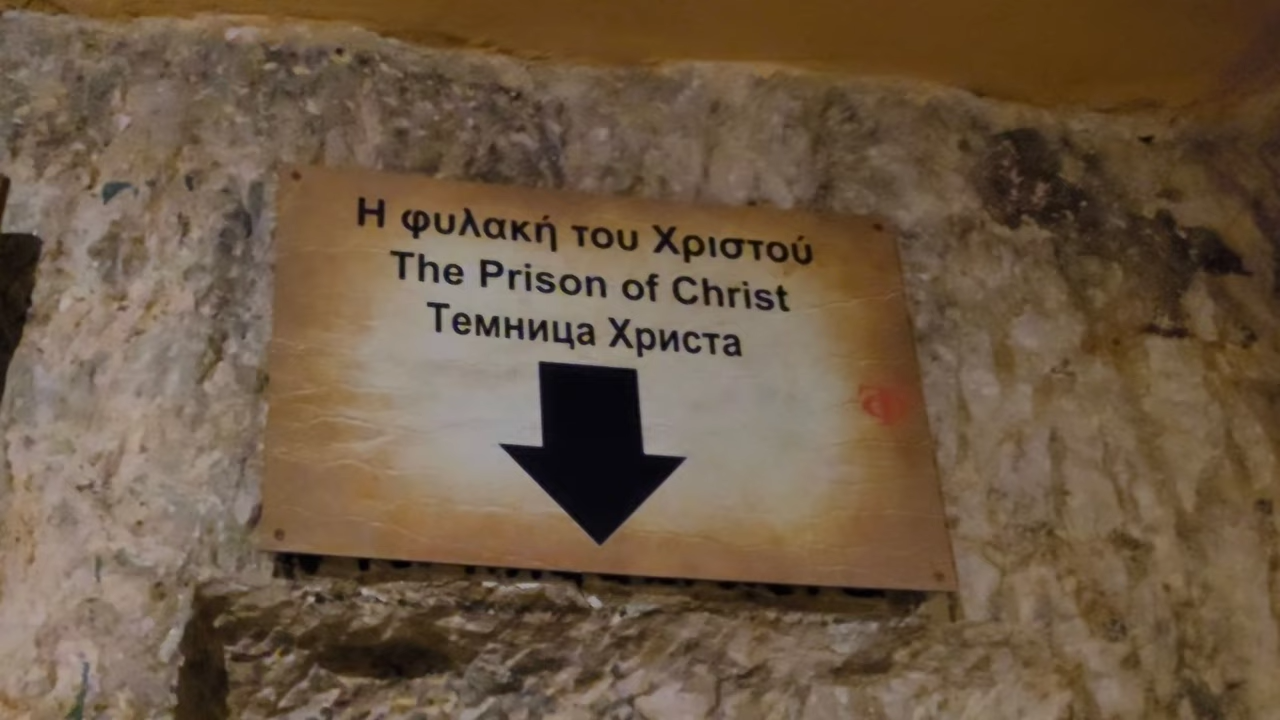 Η φυλακή του Χριστού
The Prison of Christ
Темница Христа